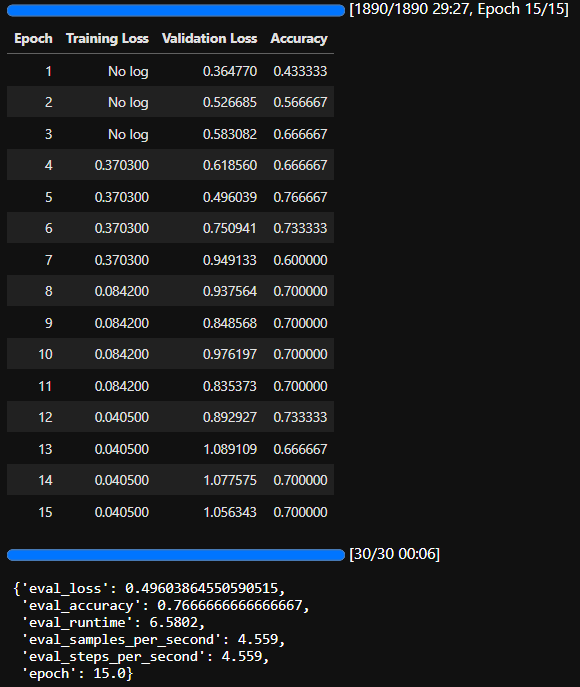 [1890/1890 29:27, Epoch 15/15]
Epoch Training Loss Validation Loss Accuracy
1 No log 0.364770 0.433333
2 No log 0.526685 0.566667
3 No log 0.583082 0.666667
4 0.370300 0.618560 0.666667
5 0.370300 0.496039 0.766667
6 0.370300 0.750941 0.733333
7 0.370300 0.949133 0.600000
8 0.084200 0.937564 0.700000
9 0.084200 0.848568 0.700000
10 0.084200 0.976197 0.700000
11 0.084200 0.835373 0.700000
12 0.040500 0.892927 0.733333
13 0.040500 1.089109 0.666667
14 0.040500 1.077575 0.700000
15 0.040500 1.056343 0.700000
[30/30 00:06]
{'eval_loss': 0.49603864550590515,
'eval_accuracy': 0.7666666666666667,
'eval_runtime': 6.5802,
'eval_samples_per_second': 4.559,
'eval_steps_per_second': 4.559,
'epoch': 15.0}